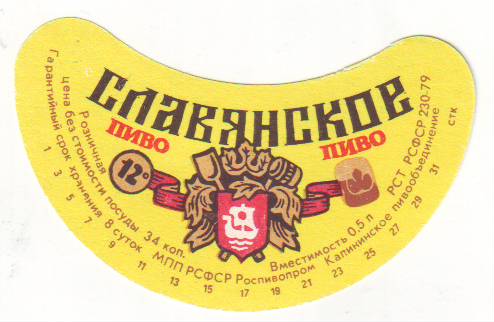 СЛАВЯНСКОЕ
ПИВО
ПИВО
12°
Розничная
цена без стоимости посуды 34 коп.
Гарантийный срок хранения 8 суток
МПП РСФСР Роспивопром
Вместимость 0,5 л
Калининское пивообъединение
РСТ РСФСР 230-79
1 3 5 7 9 11 13 15 17 19 21 23 25 27 29 31 стк